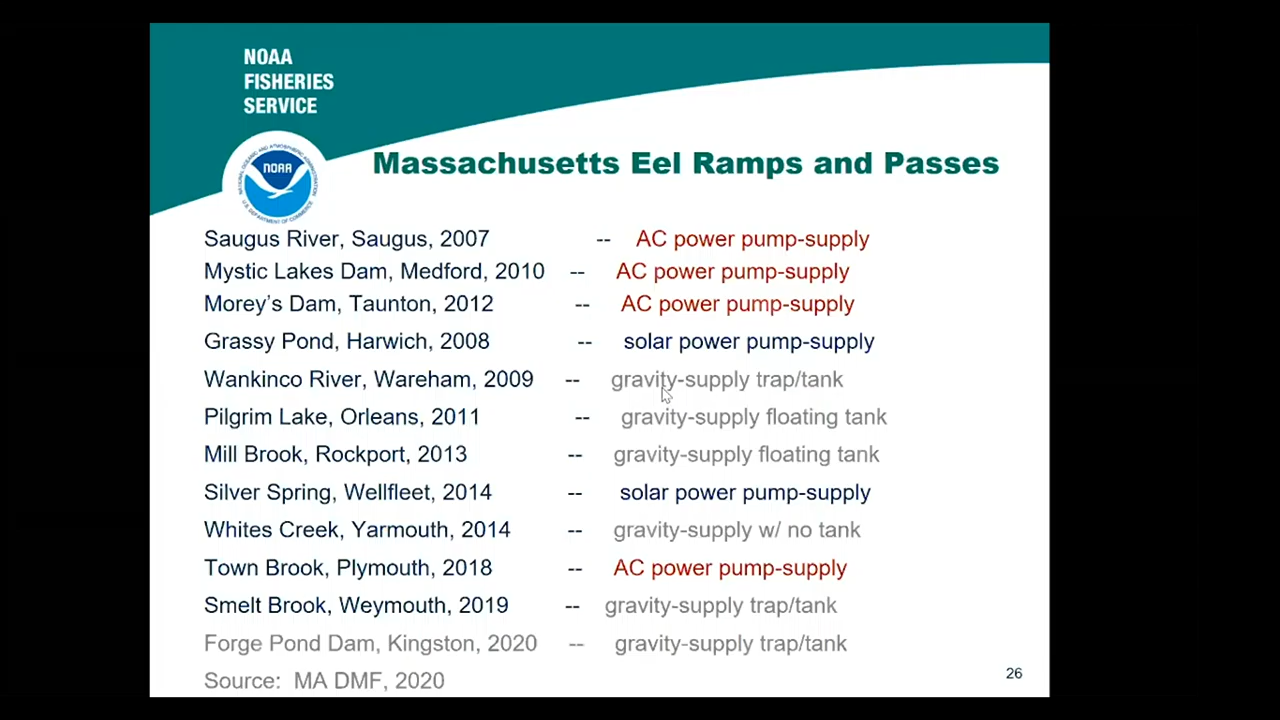 NOAA
FISHERIES
SERVICE
NOAA
Massachusetts Eel Ramps and Passes
Saugus River, Saugus, 2007 -- AC power pump-supply
Mystic Lakes Dam, Medford, 2010 -- AC power pump-supply
Morey's Dam, Taunton, 2012 -- AC power pump-supply
Grassy Pond, Harwich, 2008 -- solar power pump-supply
Wankinco River, Wareham, 2009 -- gravity-supply trap/tank
Pilgrim Lake, Orleans, 2011 -- gravity-supply floating tank
Mill Brook, Rockport, 2013 -- gravity-supply floating tank
Silver Spring, Wellfleet, 2014 -- solar power pump-supply
Whites Creek, Yarmouth, 2014 -- gravity-supply w/ no tank
Town Brook, Plymouth, 2018 -- AC power pump-supply
Smelt Brook, Weymouth, 2019 -- gravity-supply trap/tank
Forge Pond Dam, Kingston, 2020 -- gravity-supply trap/tank
Source: MA DMF, 2020
26